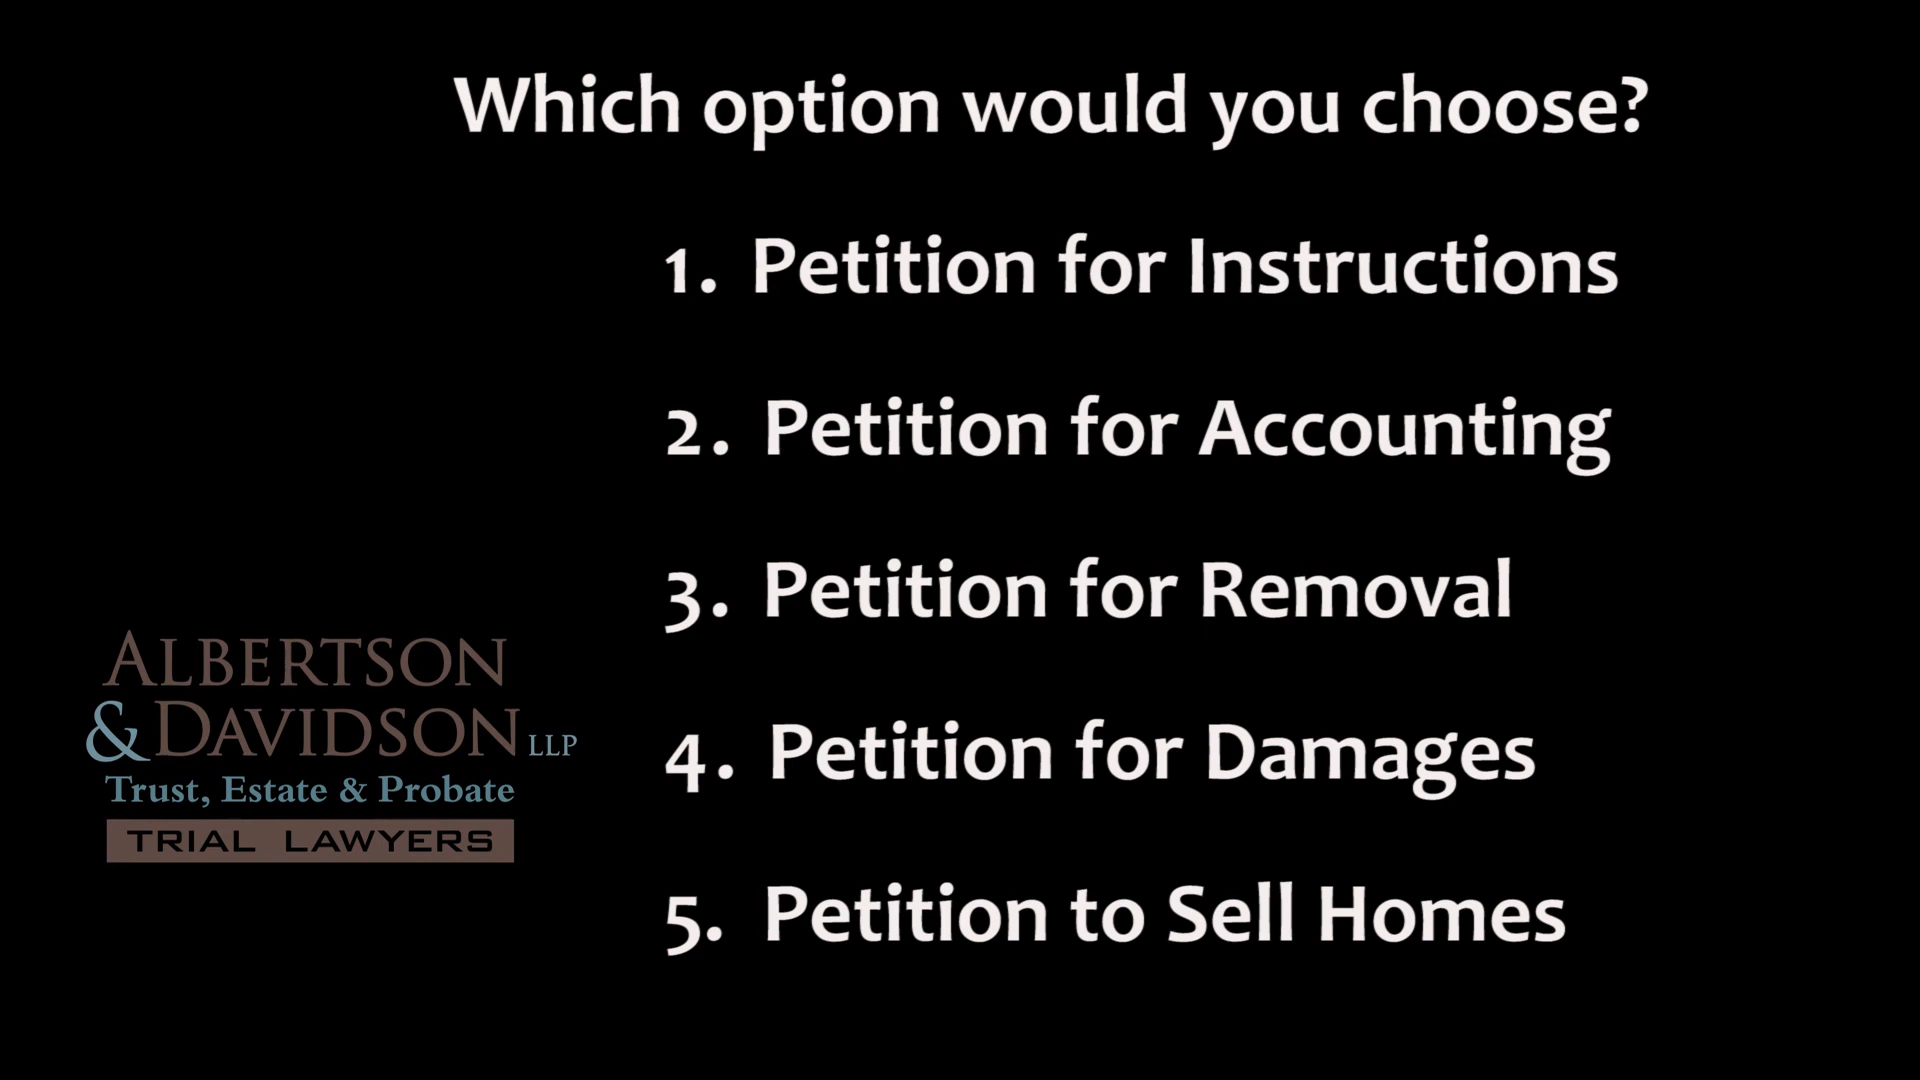 Which option would you choose?
1. Petition for Instructions
2. Petition for Accounting
3. Petition for Removal
4. Petition for Damages
5. Petition to Sell Homes
ALBERTSON
& DAVIDSON LLP
Trust, Estate & Probate
TRIAL LAWYERS